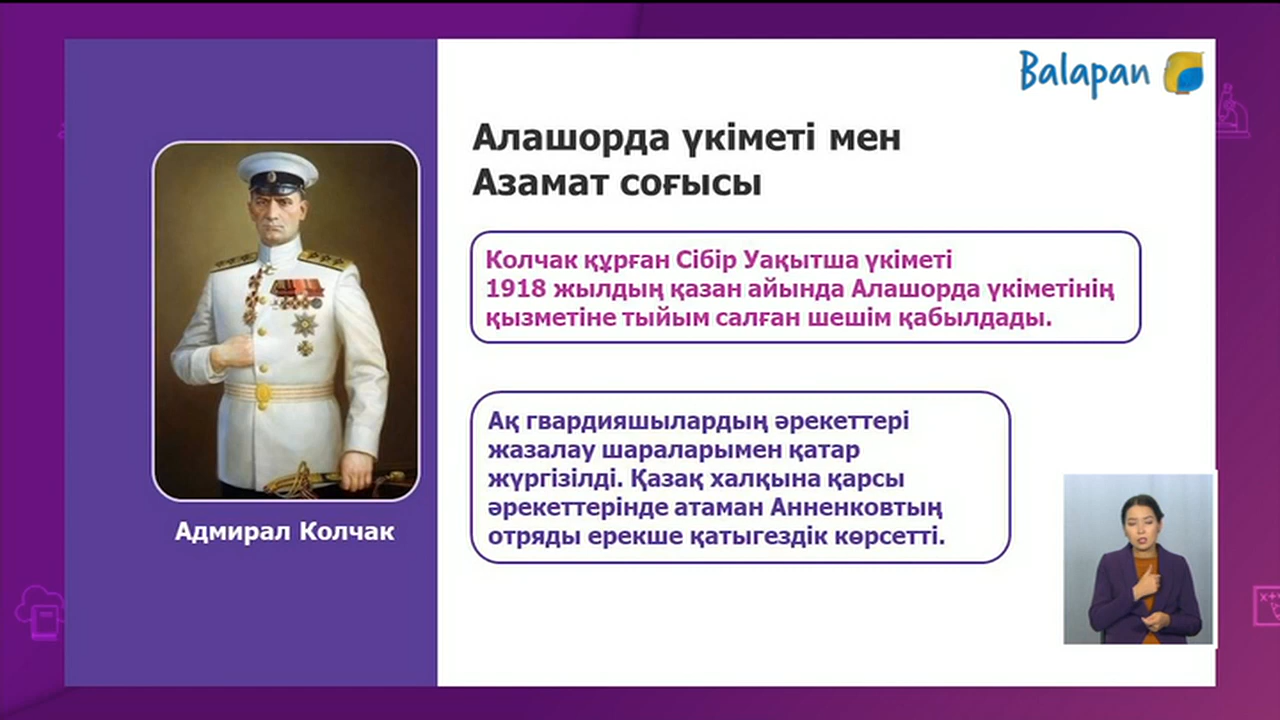 Balapan
Алашорда үкіметі мен
Азамат соғысы
Колчак құрған Сібір Уақытша үкіметі
1918 жылдың қазан айында Алашорда үкіметінің
қызметіне тыйым салған шешім қабылдады.
Ақ гвардияшылардың әрекеттері
жазалау шараларымен қатар
жүргізілді. Қазақ халқына қарсы
әрекеттерінде атаман Анненковтың
отряды ерекше қатыгездік көрсетті.
Адмирал Колчак